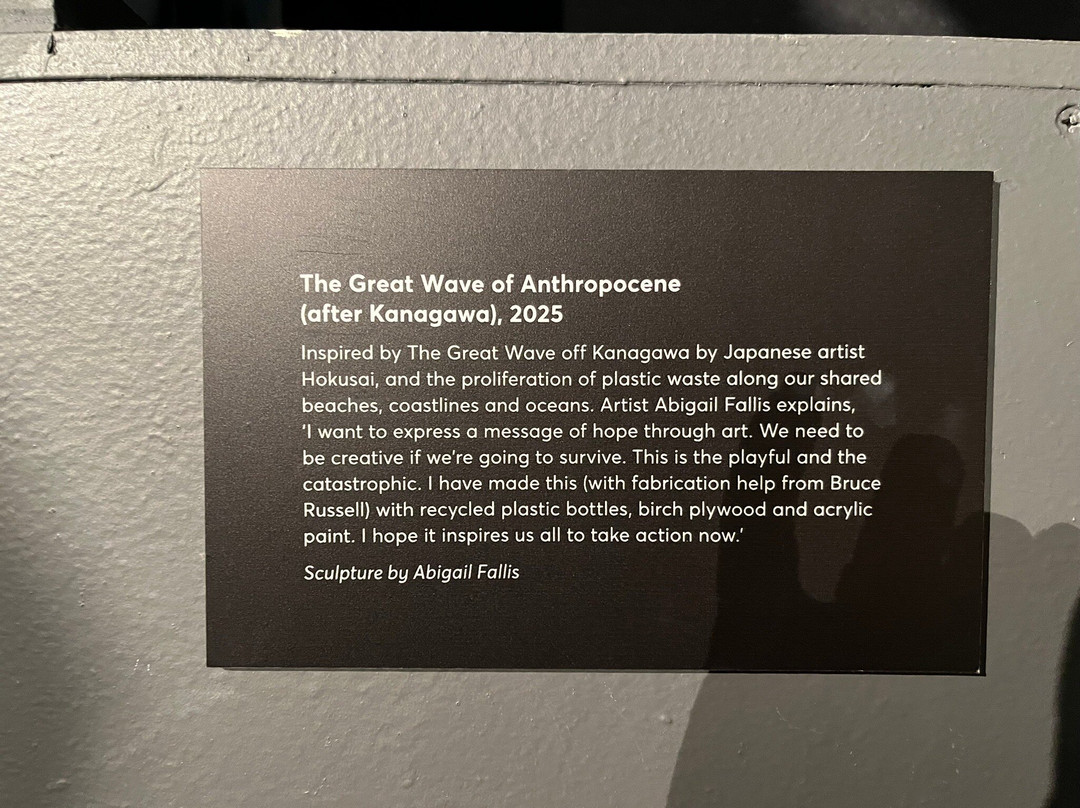 The Great Wave of Anthropocene
(after Kanagawa), 2025
Inspired by The Great Wave off Kanagawa by Japanese artist
Hokusai, and the proliferation of plastic waste along our shared
beaches, coastlines and oceans. Artist Abigail Fallis explains,
‘I want to express a message of hope through art. We need to
be creative if we’re going to survive. This is the playful and the
catastrophic. I have made this (with fabrication help from Bruce
Russell) with recycled plastic bottles, birch plywood and acrylic
paint. I hope it inspires us all to take action now.’
Sculpture by Abigail Fallis